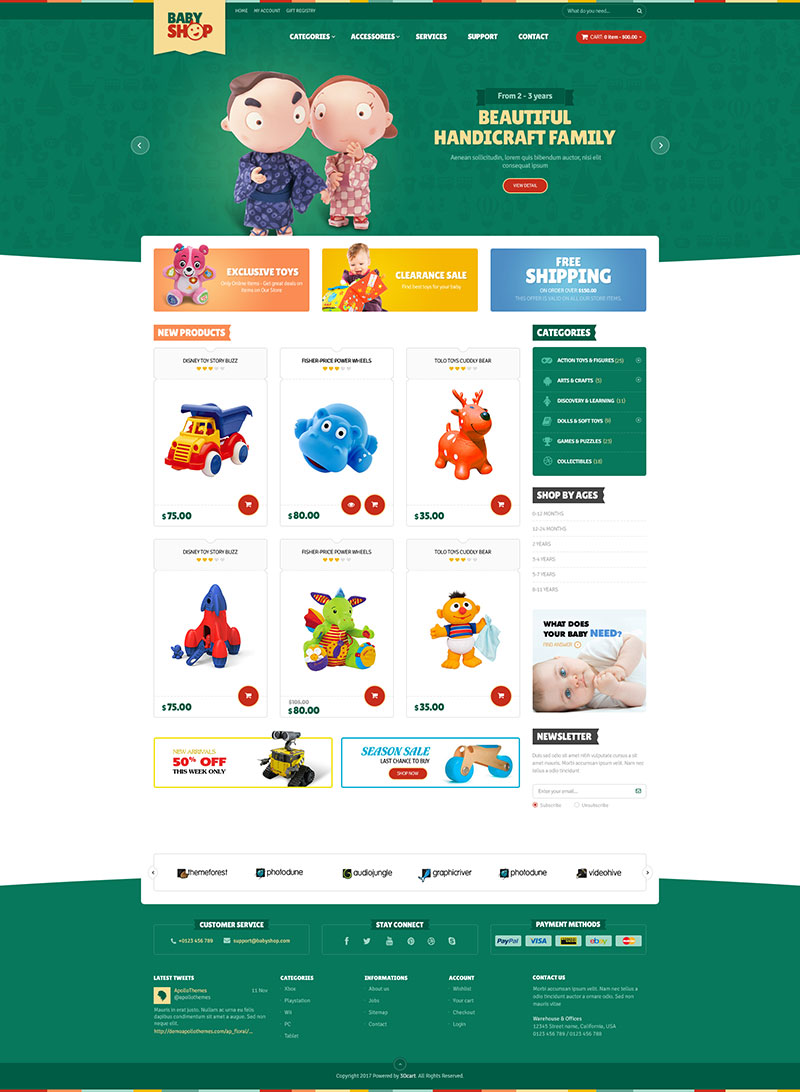 BABY
SHOP
HOME MY ACCOUNT GIFT REGISTRY
What do you need...
CATEGORIES ACCESSORIES SERVICES SUPPORT CONTACT
CART: 0 item - $00.00
From 2 - 3 years
BEAUTIFUL
HANDICRAFT FAMILY
Aenean sollicitudin, lorem quis bibendum auctor, nisi elit
consequat ipsum
VIEW DETAIL
EXCLUSIVE TOYS
Only Online Items - Get great deals on
Items on Our Store
CLEARANCE SALE
Find best toys for your baby
FREE
SHIPPING
ON ORDER OVER $150.00
THIS OFFER IS VALID ON ALL OUR STORE ITEMS.
NEW PRODUCTS
DISNEY TOY STORY BUZZ
$75.00
FISHER-PRICE POWER WHEELS
$80.00
TOLO TOYS CUDDLY BEAR
$35.00
DISNEY TOY STORY BUZZ
$75.00
FISHER-PRICE POWER WHEELS
$105.00
$80.00
TOLO TOYS CUDDLY BEAR
$35.00
NEW ARRIVALS
50% OFF
THIS WEEK ONLY
SEASON SALE
LAST CHANCE TO BUY
SHOP NOW
CATEGORIES
ACTION TOYS & FIGURES (25)
ARTS & CRAFTS (5)
DISCOVERY & LEARNING (11)
DOLLS & SOFT TOYS (9)
GAMES & PUZZLES (23)
COLLECTIBLES (18)
SHOP BY AGES
0-12 MONTHS
12-24 MONTHS
2 YEARS
3-4 YEARS
5-7 YEARS
8-11 YEARS
WHAT DOES
YOUR BABY NEED?
FIND ANSWER
NEWSLETTER
Duis sed odio sit amet nibh vulputate cursus a sit
amet mauris. Morbi accumsan ipsum velit. Nam nec
tellus a odio tincidunt
Enter your email...
Subscribe Unsubscribe
themeforest photodune audiojungle graphicriver photodune videohive
CUSTOMER SERVICE
+0123 456 789 support@babyshop.com
STAY CONNECT
PAYMENT METHODS
PayPal VISA ebay
LATEST TWEETS
ApolloThemes 11 Nov
@apollothemes
Mauris in erat justo. Nullam ac urna eu felis
dapibus condimentum sit amet a augue. Sed non
neque elit.
http://demoapollothemes.com/ap_floral/...
CATEGORIES
Xbox
Playstation
Wii
PC
Tablet
INFORMATIONS
About us
Jobs
Sitemap
Contact
ACCOUNT
Wishlist
Your cart
Checkout
Login
CONTACT US
Morbi accumsan ipsum velit. Nam nec tellus a
odio tincidunt auctor a ornare odio. Sed non
mauris vitae
Warehouse & Offices
12345 Street name, California, USA
0123 456 789 / 0123 456 788
Copyright 2017 Powered by 3Dcart. All Rights Reserved.